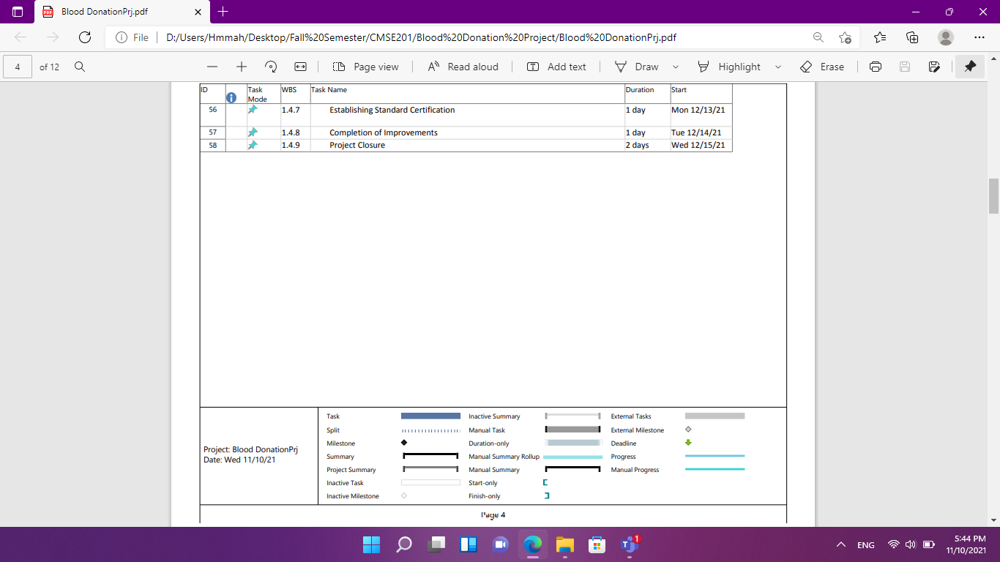 Blood DonationPrj.pdf
File D:/Users/Hmmah/Desktop/Fall%20Semester/CMSE201/Blood%20Donation%20Project/Blood%20DonationPrj.pdf
4 of 12 Page view Read aloud Add text Draw Highlight Erase
ID Task Mode WBS Task Name Duration Start
56 1.4.7 Establishing Standard Certification 1 day Mon 12/13/21
57 1.4.8 Completion of Improvements 1 day Tue 12/14/21
58 1.4.9 Project Closure 2 days Wed 12/15/21
Project: Blood DonationPrj
Date: Wed 11/10/21
Task Inactive Summary External Tasks
Split Manual Task External Milestone
Milestone Duration-only Deadline
Summary Manual Summary Rollup Progress
Project Summary Manual Summary Manual Progress
Inactive Task Start-only
Inactive Milestone Finish-only
Page 4
1
ENG
5:44 PM
11/10/2021